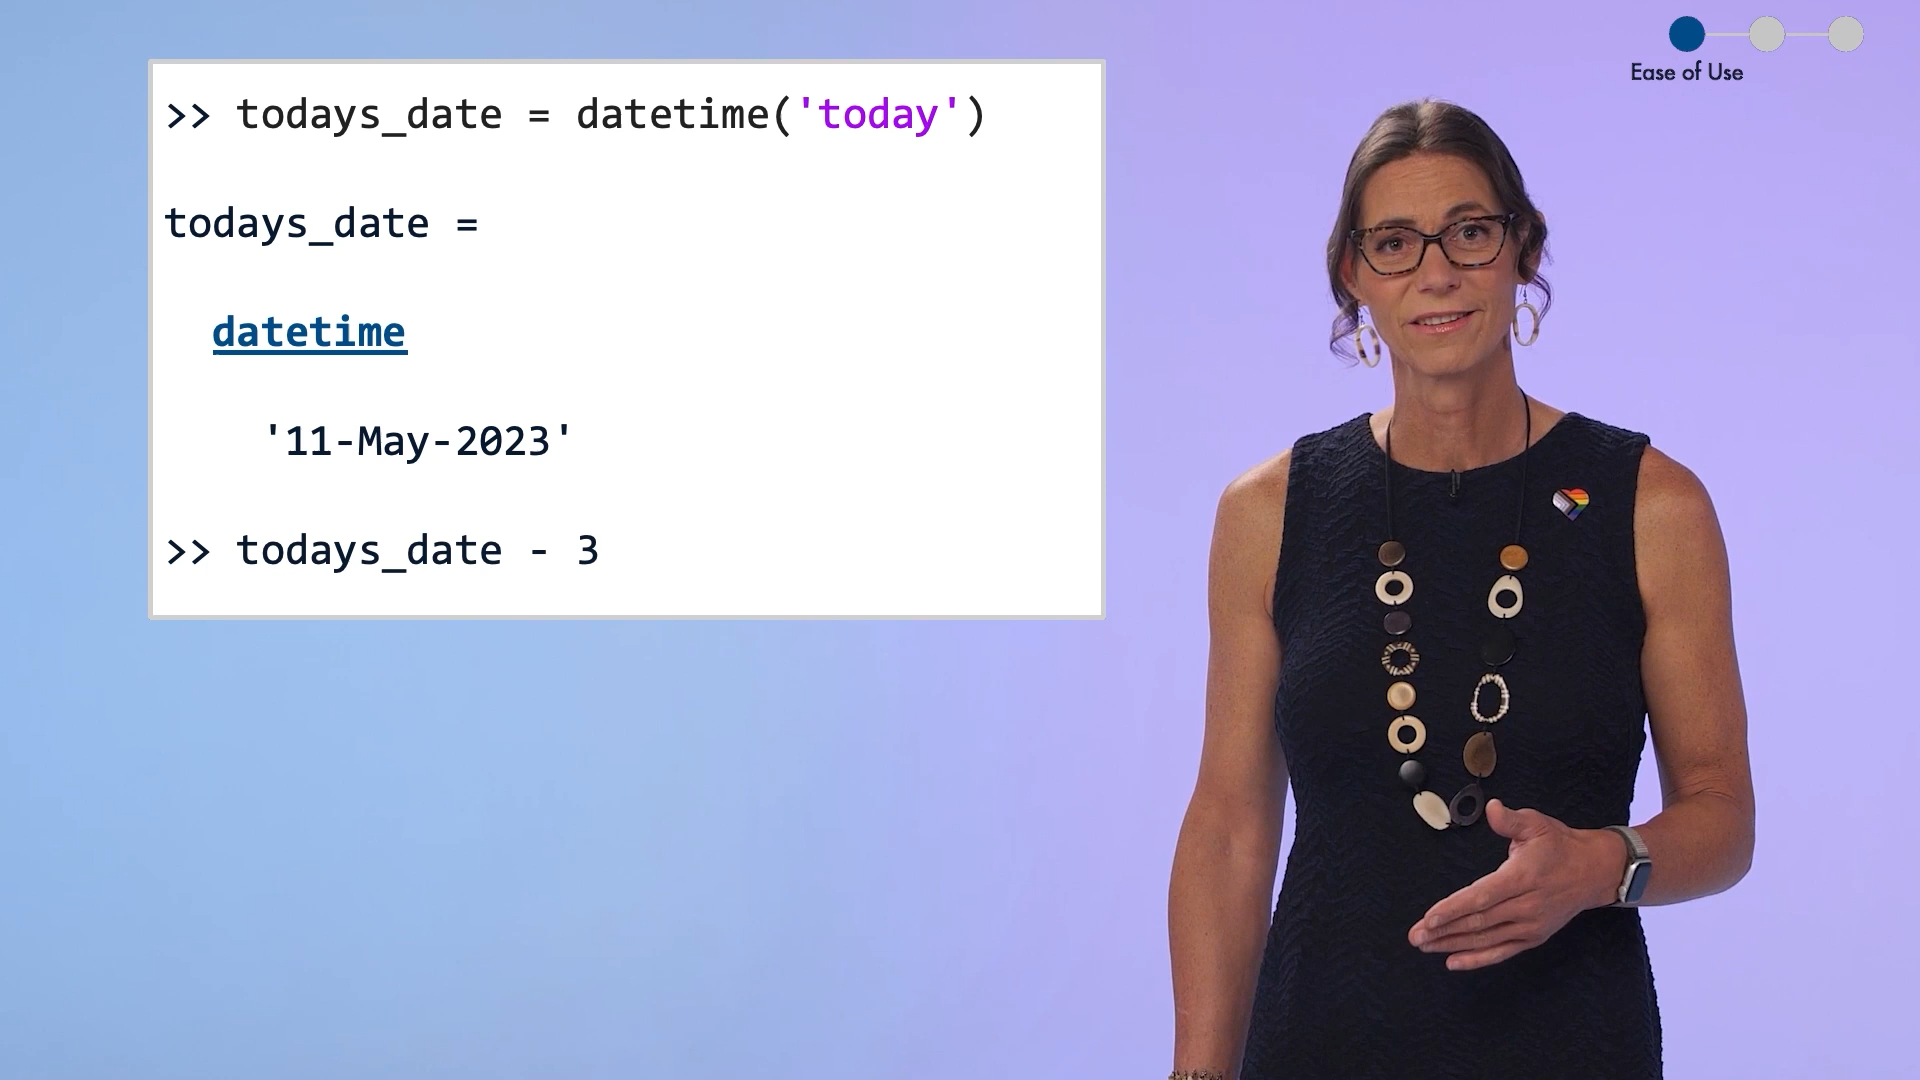 Ease of Use
>> todays_date = datetime('today')
todays_date =
datetime
'11-May-2023'
>> todays_date - 3